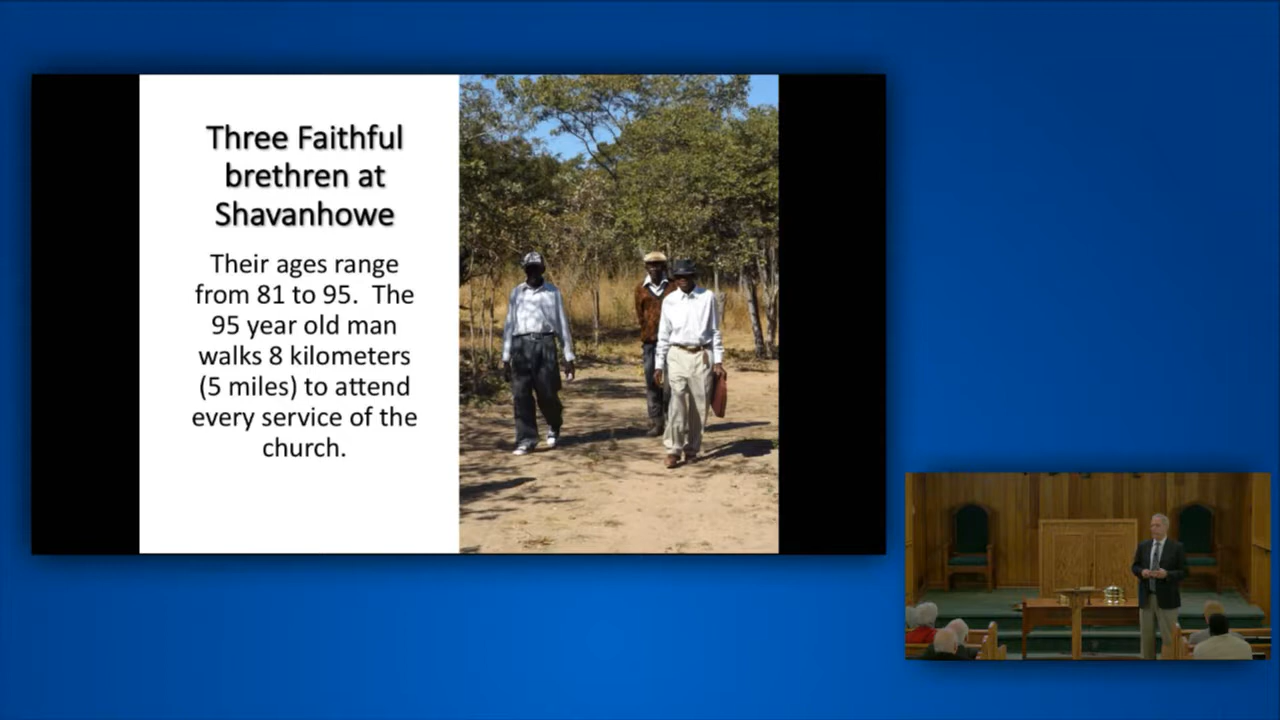 Three Faithful
brethren at
Shavanhowe
Their ages range
from 81 to 95.  The
95 year old man
walks 8 kilometers
(5 miles) to attend
every service of the
church.